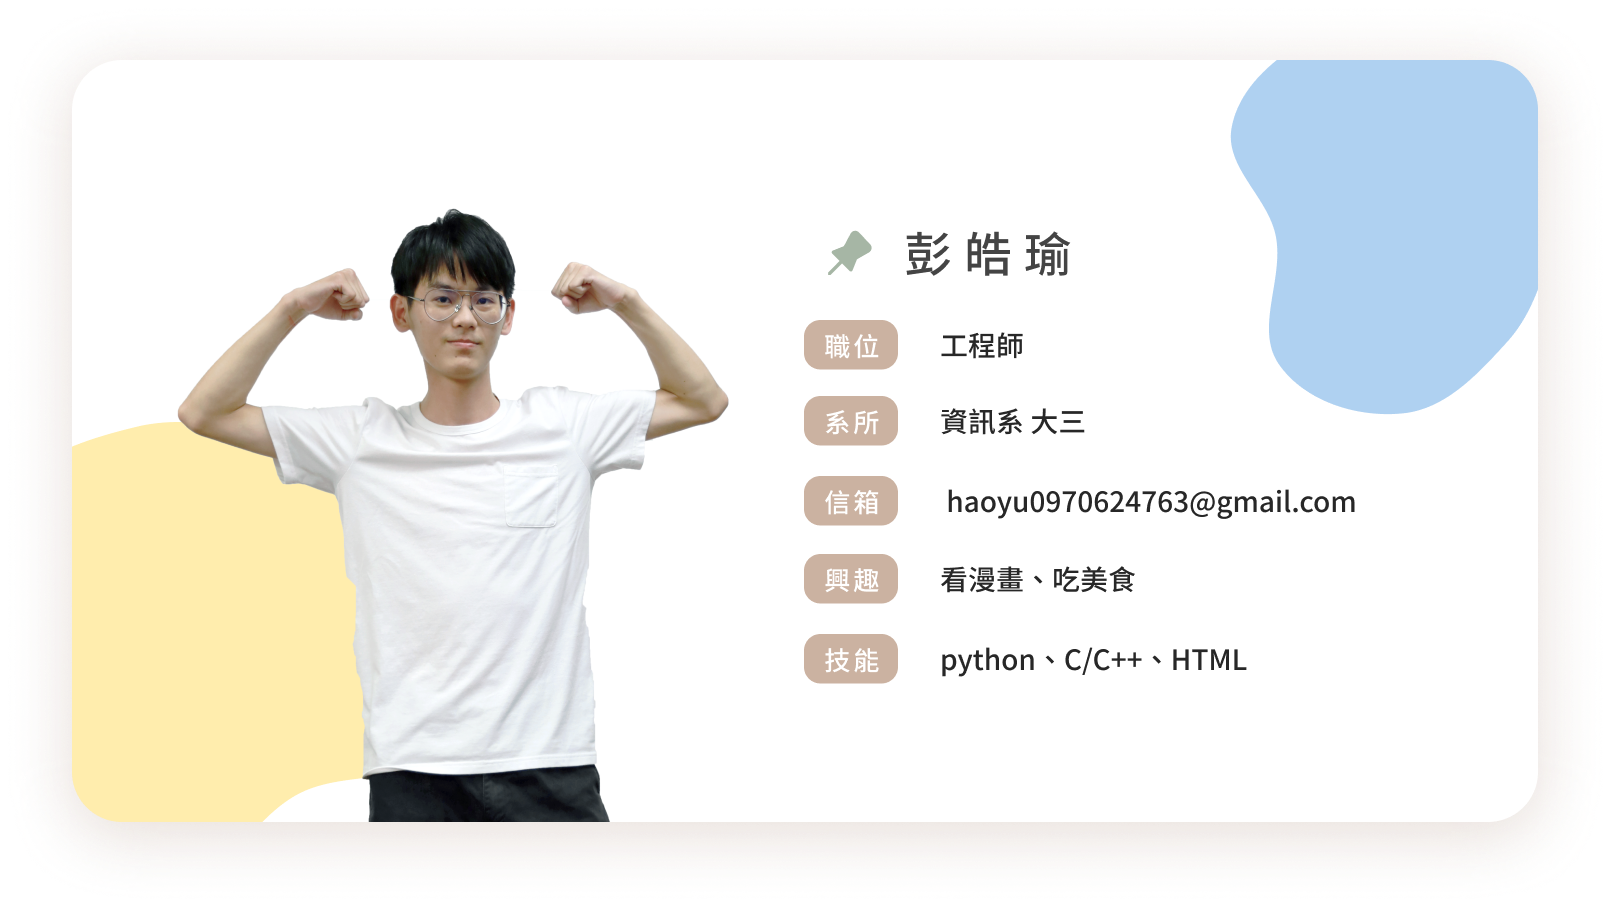 彭皓瑜
職位 工程師
系所 資訊系 大三
信箱 haoyu0970624763@gmail.com
興趣 看漫畫、吃美食
技能 python、C/C++、HTML